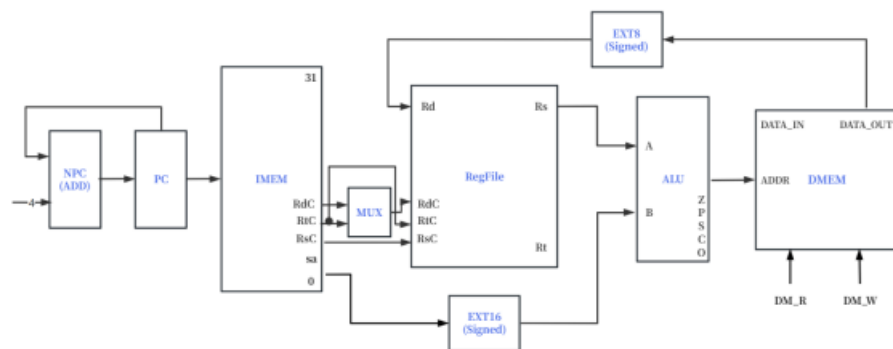 EXT8
(Signed)
31
Rd
Rs
NPC
(ADD)
4
PC
IMEM
RdC
RtC
RsC
sa
0
MUX
RegFile
RdC
RtC
RsC
Rt
A
B
ALU
Z
P
S
C
O
DATA_IN
DATA_OUT
ADDR
DMEM
DM_R
DM_W
EXT16
(Signed)